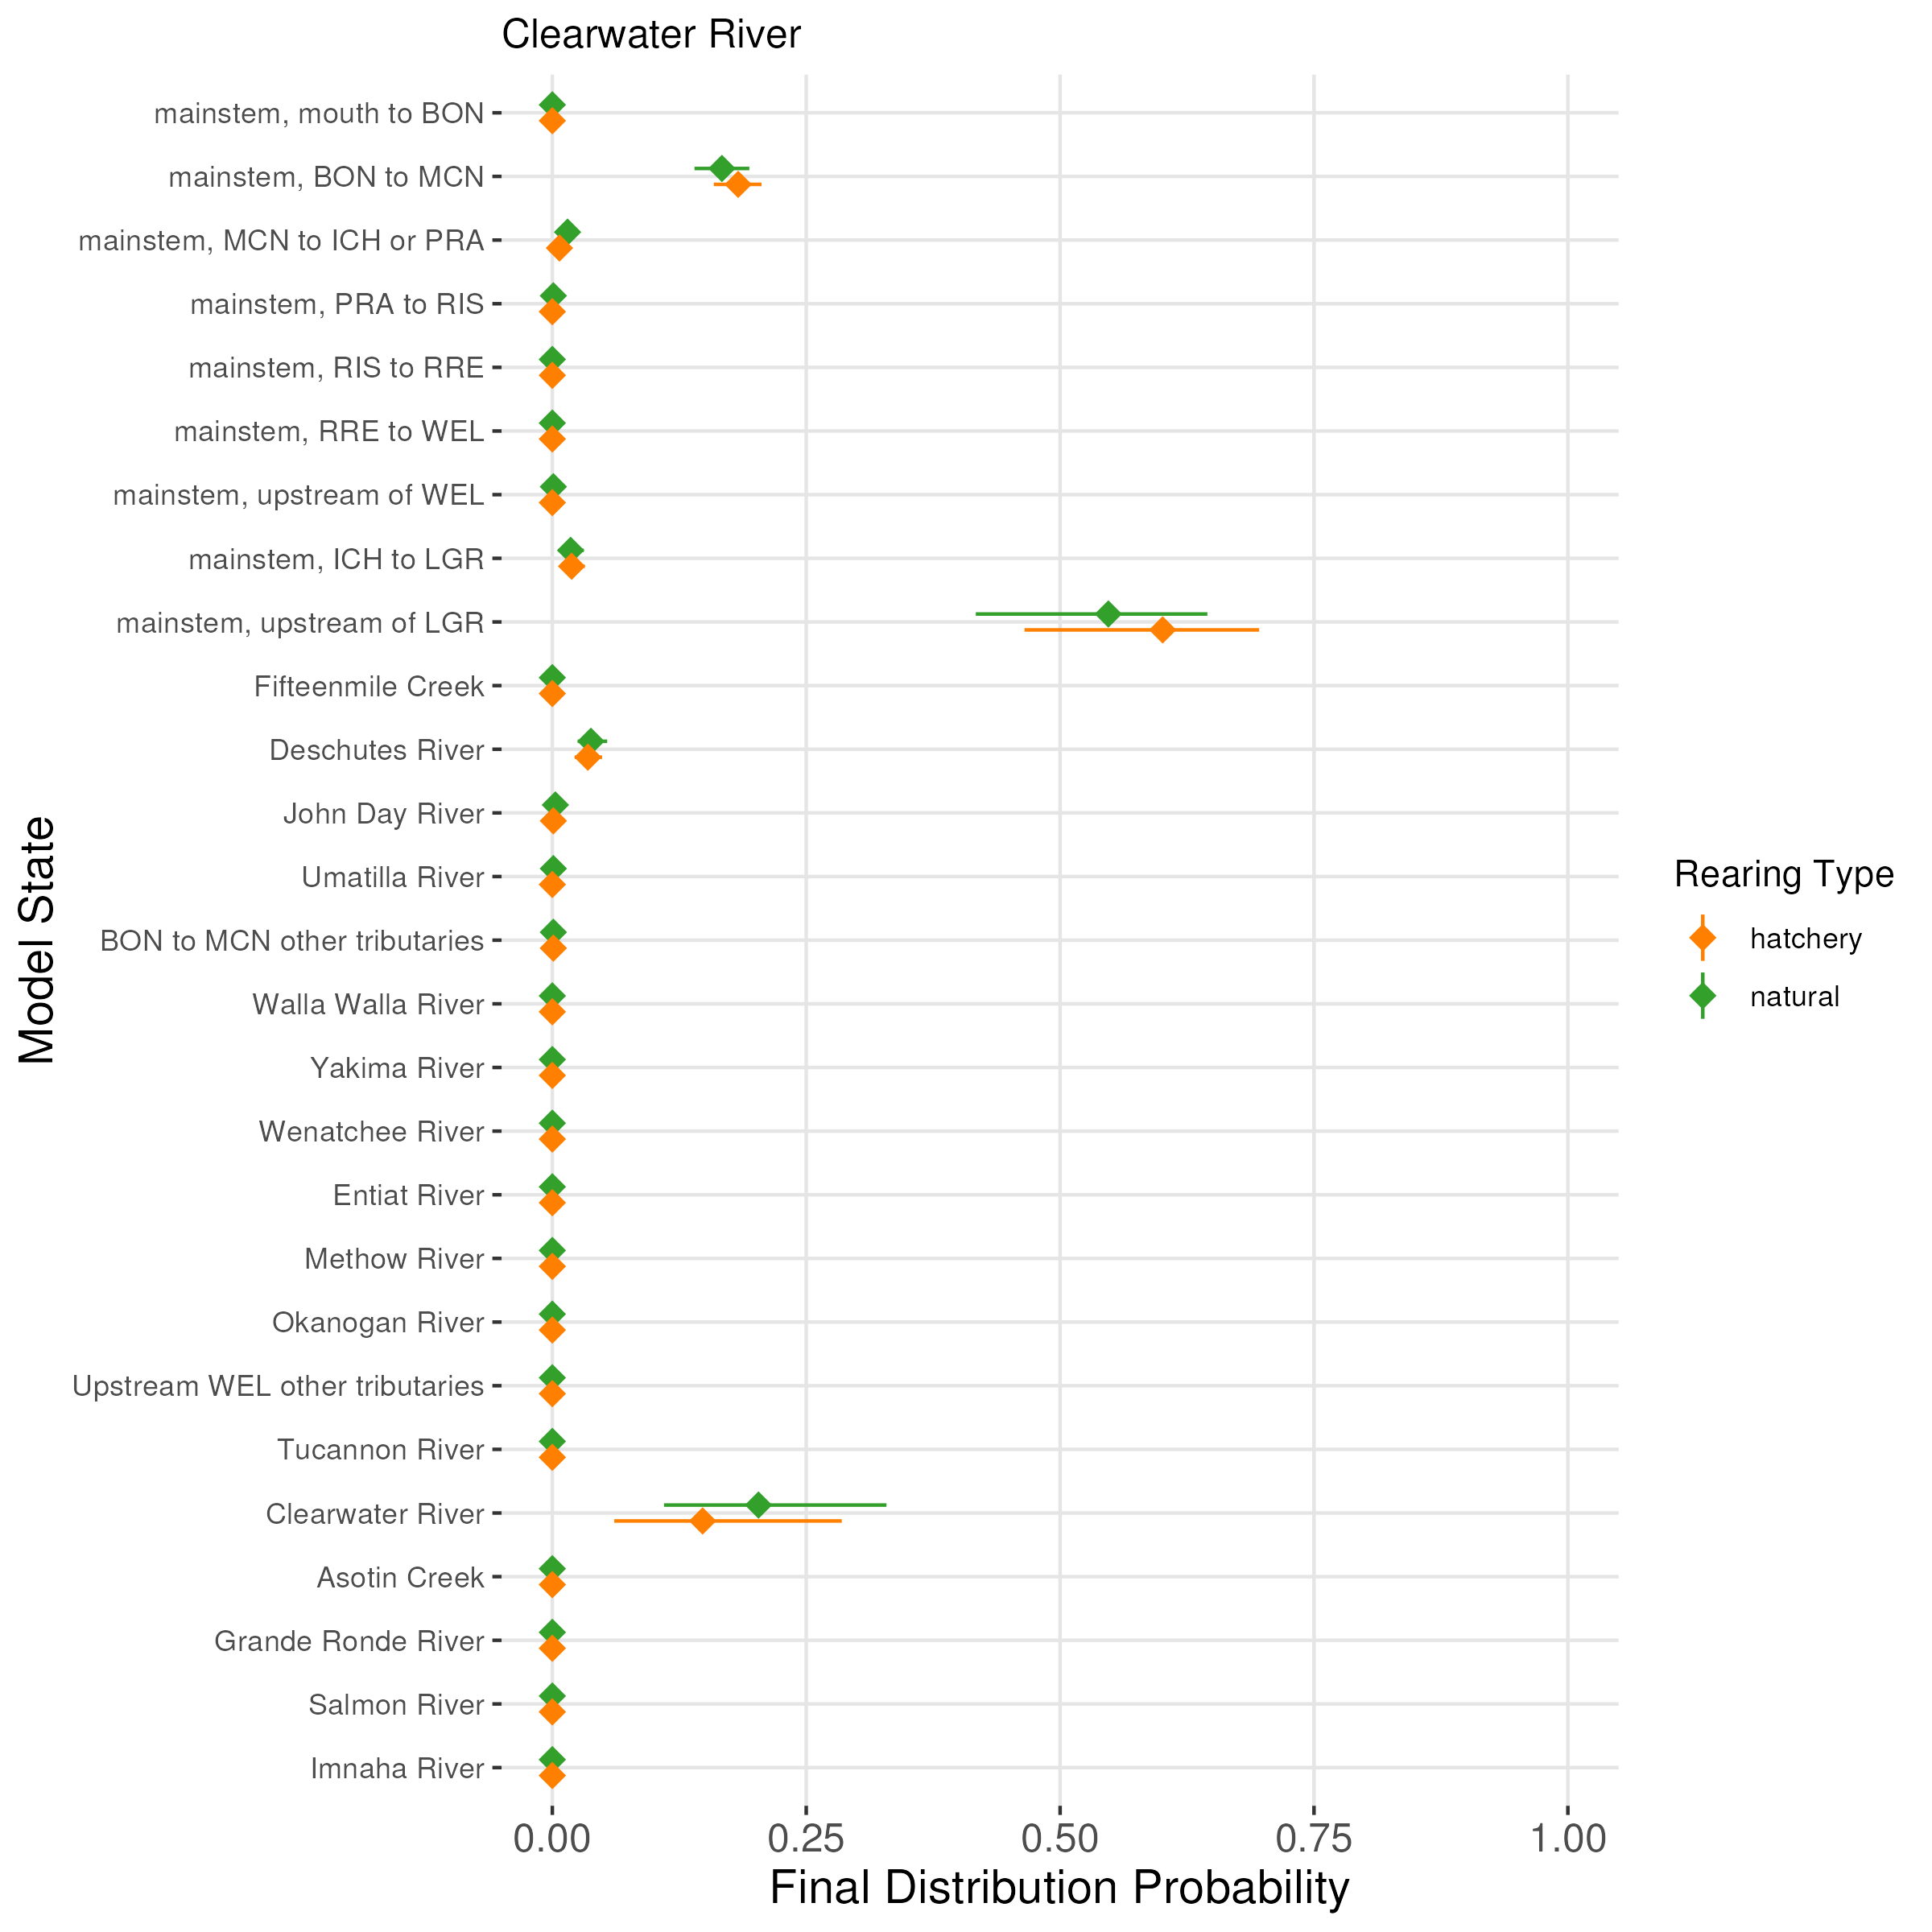 Clearwater River
mainstem, mouth to BON
mainstem, BON to MCN
mainstem, MCN to ICH or PRA
mainstem, PRA to RIS
mainstem, RIS to RRE
mainstem, RRE to WEL
mainstem, upstream of WEL
mainstem, ICH to LGR
mainstem, upstream of LGR
Fifteenmile Creek
Deschutes River
John Day River
Umatilla River
BON to MCN other tributaries
Walla Walla River
Yakima River
Wenatchee River
Entiat River
Methow River
Okanogan River
Upstream WEL other tributaries
Tucannon River
Clearwater River
Asotin Creek
Grande Ronde River
Salmon River
Imnaha River
Model State
0.00 0.25 0.50 0.75 1.00
Final Distribution Probability
Rearing Type
hatchery
natural